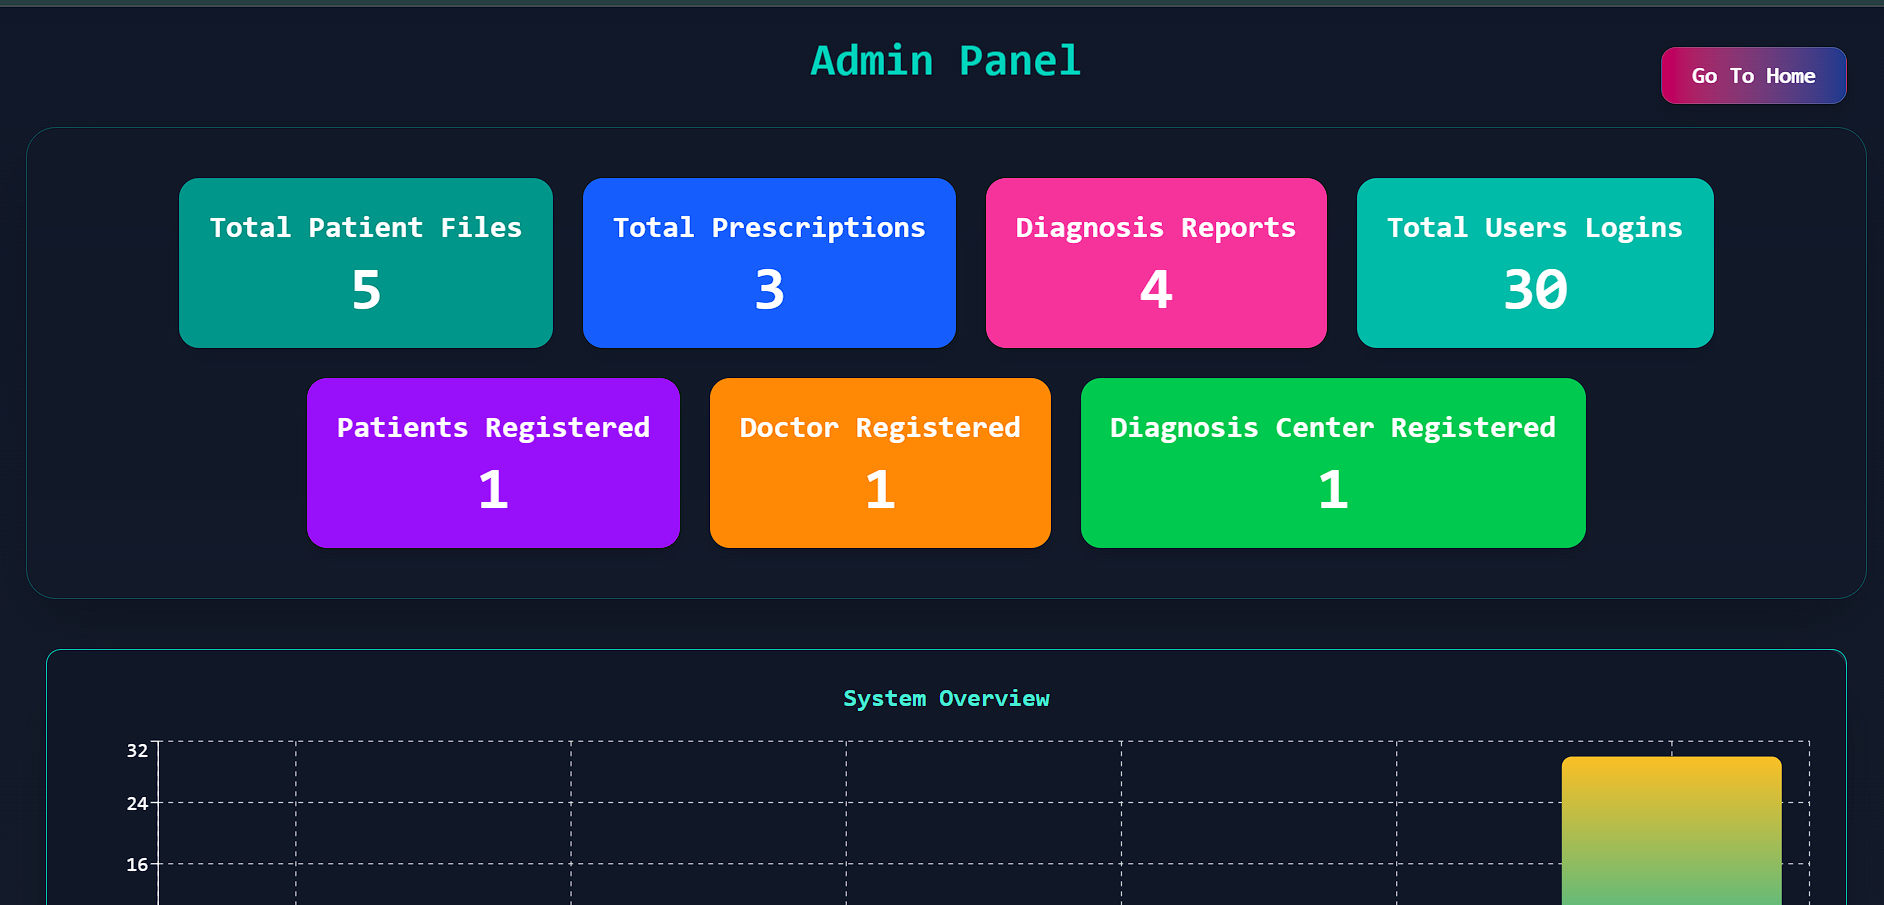 Admin Panel
Go To Home
Total Patient Files
5
Total Prescriptions
3
Diagnosis Reports
4
Total Users Logins
30
Patients Registered
1
Doctor Registered
1
Diagnosis Center Registered
1
System Overview
32
24
16